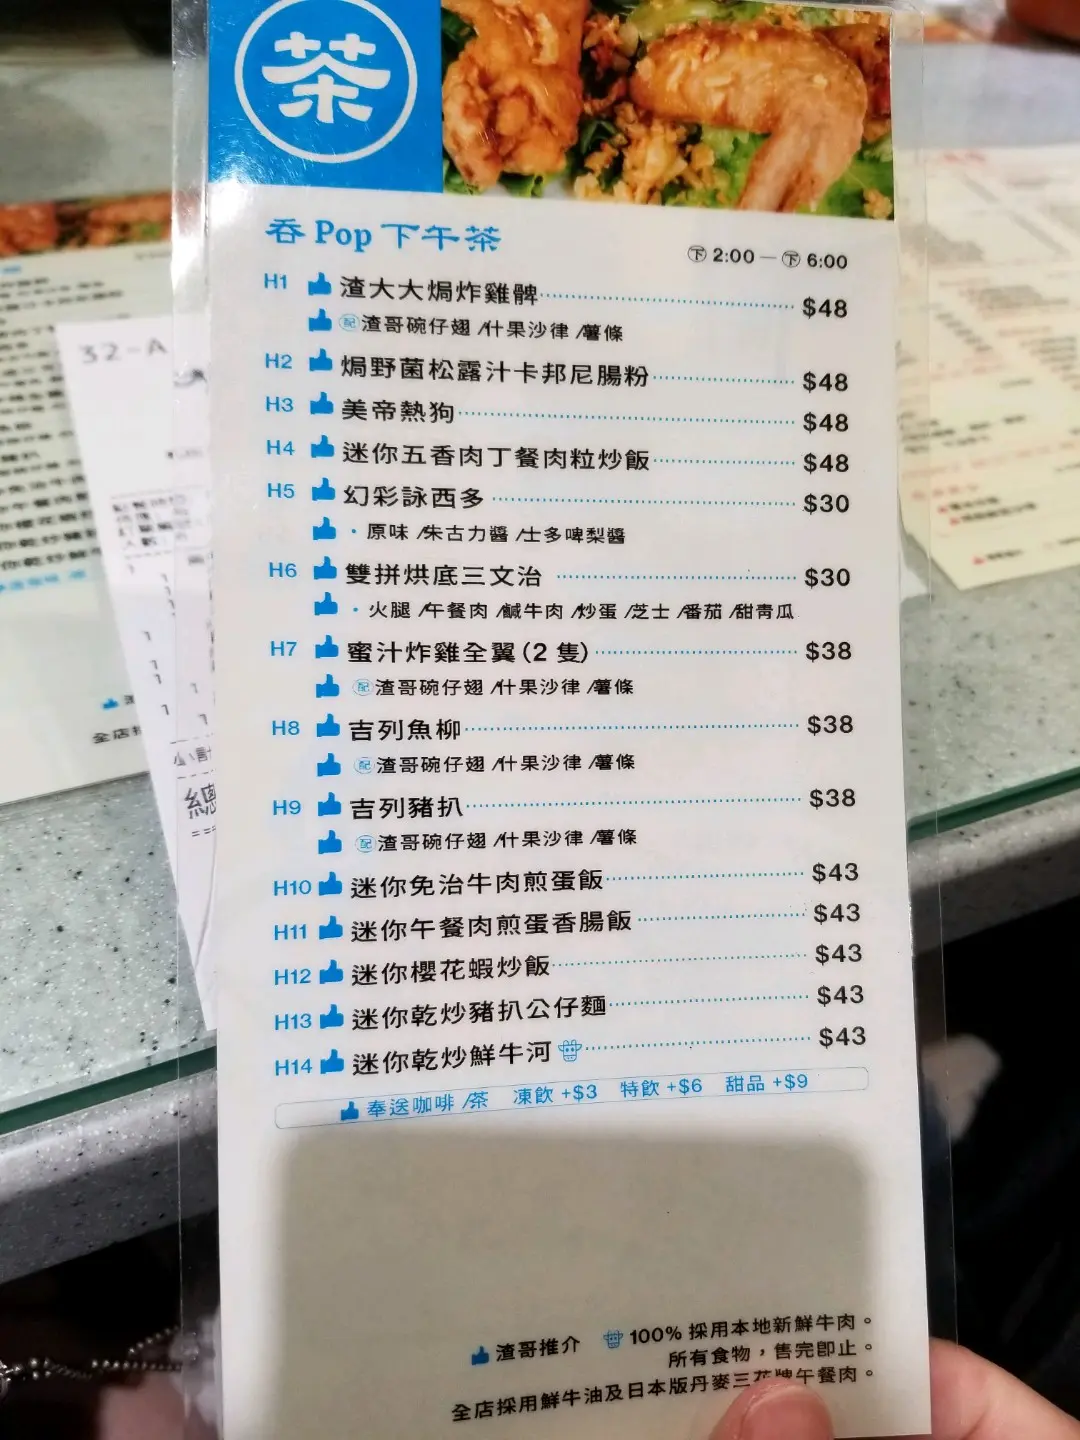 茶
吞 Pop 下午茶
下 2:00 — 下 6:00
H1 渣大大焗炸雞髀 $48
配 渣哥碗仔翅 /什果沙律 /薯條
H2 焗野菌松露汁卡邦尼腸粉 $48
H3 美帝熱狗 $48
H4 迷你五香肉丁餐肉粒炒飯 $48
H5 幻彩詠西多 $30
· 原味 /朱古力醬 /士多啤梨醬
H6 雙拼烘底三文治 $30
· 火腿 /午餐肉 /鹹牛肉 /炒蛋 /芝士 /番茄 /甜青瓜
H7 蜜汁炸雞全翼(2 隻) $38
配 渣哥碗仔翅 /什果沙律 /薯條
H8 吉列魚柳 $38
配 渣哥碗仔翅 /什果沙律 /薯條
H9 吉列豬扒 $38
配 渣哥碗仔翅 /什果沙律 /薯條
H10 迷你免治牛肉煎蛋飯 $43
H11 迷你午餐肉煎蛋香腸飯 $43
H12 迷你櫻花蝦炒飯 $43
H13 迷你乾炒豬扒公仔麵 $43
H14 迷你乾炒鮮牛河 $43
奉送咖啡 /茶 凍飲 +$3 特飲 +$6 甜品 +$9
渣哥推介 100% 採用本地新鮮牛肉。
所有食物，售完即止。
全店採用鮮牛油及日本版丹麥三花牌午餐肉。
32-A
小計
總